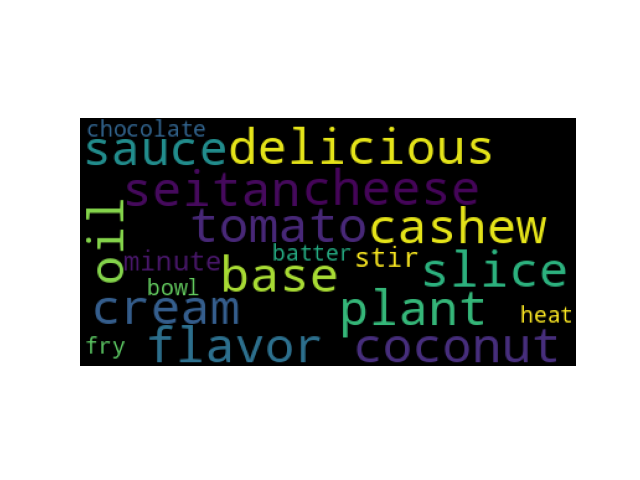 chocolate
sauce delicious
seitan cheese
oil tomato cashew
minute batter stir
bowl base slice
cream plant heat
fry flavor coconut